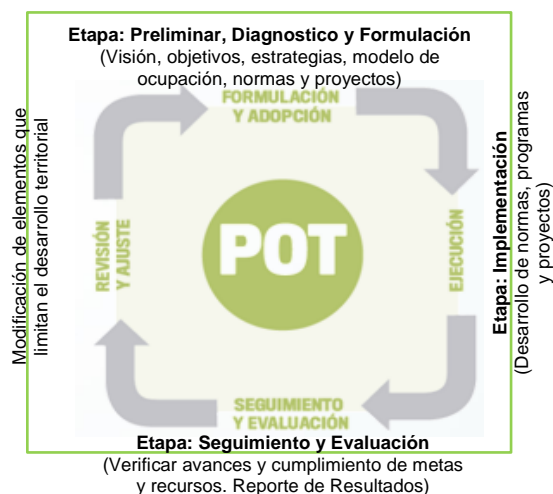 Etapa: Preliminar, Diagnostico y Formulación
(Visión, objetivos, estrategias, modelo de
ocupación, normas y proyectos)
FORMULACIÓN
Y ADOPCIÓN
Modificación de elementos que
limitan el desarrollo territorial
REVISIÓN
Y AJUSTE
POT
EJECUCIÓN
Etapa: Implementación
(Desarrollo de normas, programas
y proyectos)
SEGUIMIENTO
Y EVALUACIÓN
Etapa: Seguimiento y Evaluación
(Verificar avances y cumplimiento de metas
y recursos. Reporte de Resultados)